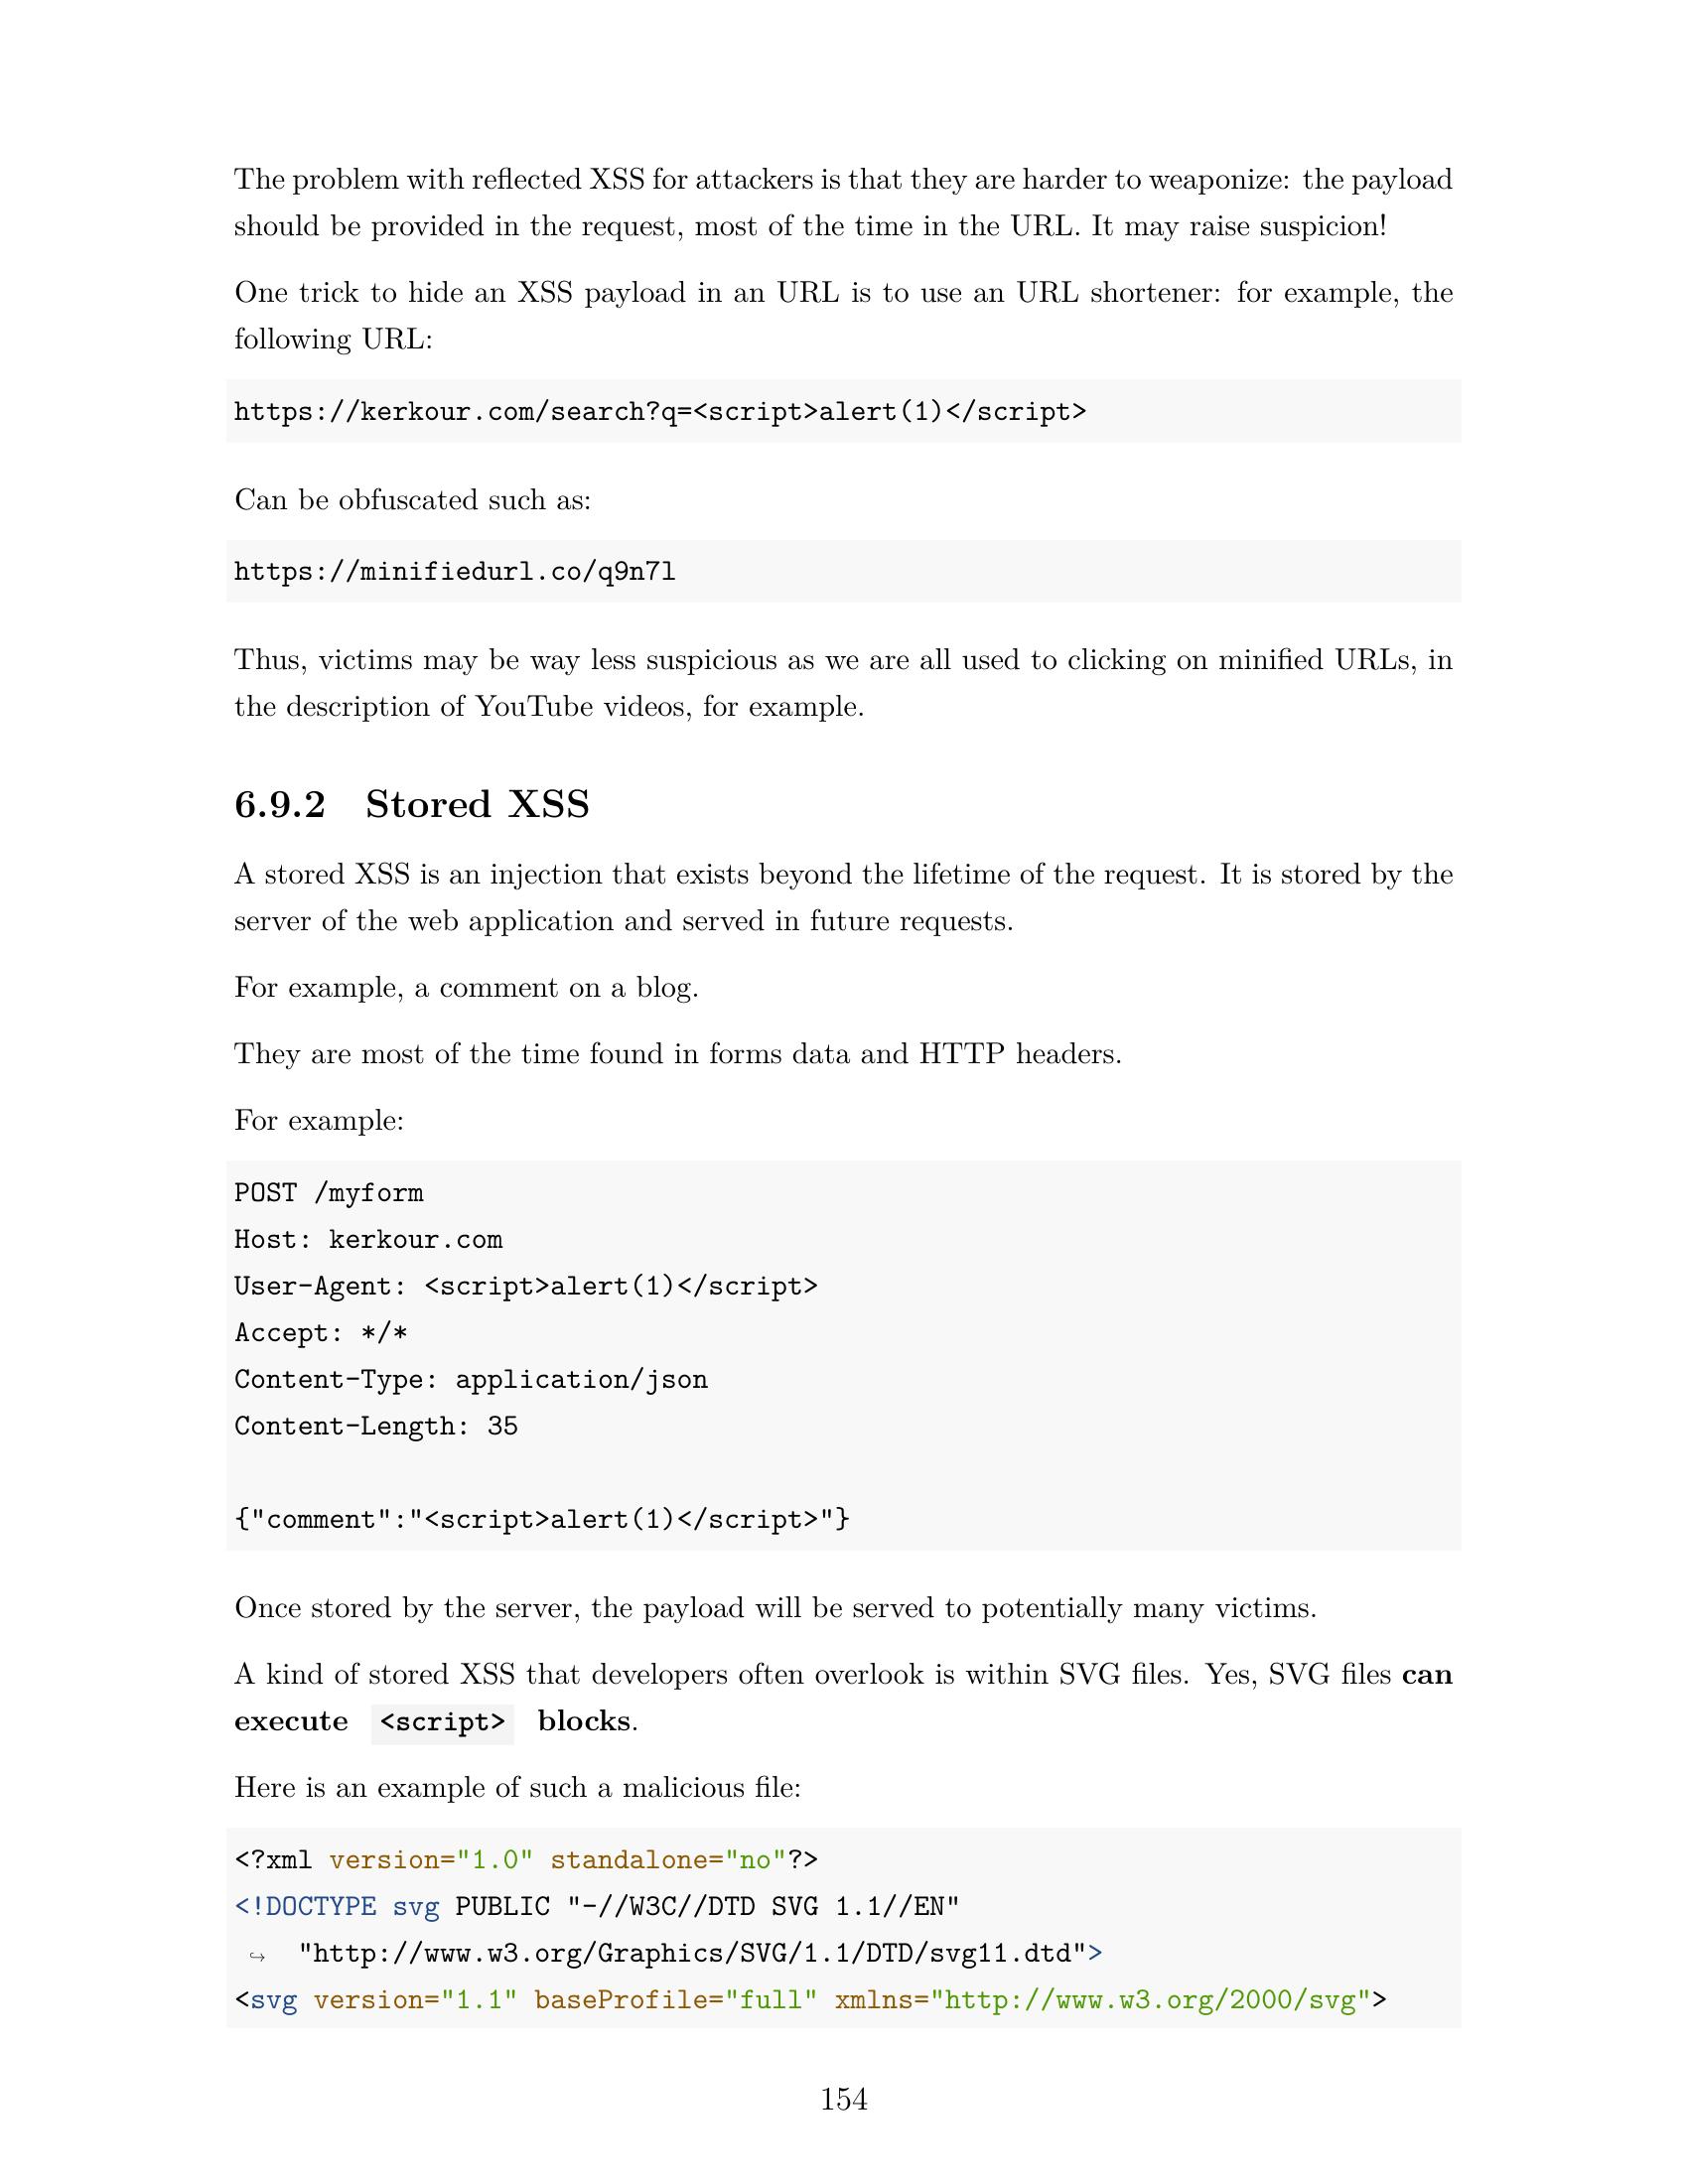 The problem with reflected XSS for attackers is that they are harder to weaponize: the payload
should be provided in the request, most of the time in the URL. It may raise suspicion!
One trick to hide an XSS payload in an URL is to use an URL shortener: for example, the
following URL:
https://kerkour.com/search?q=<script>alert(1)</script>
Can be obfuscated such as:
https://minifiedurl.co/q9n7l
Thus, victims may be way less suspicious as we are all used to clicking on minified URLs, in
the description of YouTube videos, for example.
6.9.2 Stored XSS
A stored XSS is an injection that exists beyond the lifetime of the request. It is stored by the
server of the web application and served in future requests.
For example, a comment on a blog.
They are most of the time found in forms data and HTTP headers.
For example:
POST /myform
Host: kerkour.com
User-Agent: <script>alert(1)</script>
Accept: */*
Content-Type: application/json
Content-Length: 35
{"comment":"<script>alert(1)</script>"}
Once stored by the server, the payload will be served to potentially many victims.
A kind of stored XSS that developers often overlook is within SVG files. Yes, SVG files can
execute <script> blocks.
Here is an example of such a malicious file:
<?xml version="1.0" standalone="no"?>
<!DOCTYPE svg PUBLIC "-//W3C//DTD SVG 1.1//EN"
↪ "http://www.w3.org/Graphics/SVG/1.1/DTD/svg11.dtd">
<svg version="1.1" baseProfile="full" xmlns="http://www.w3.org/2000/svg">
154